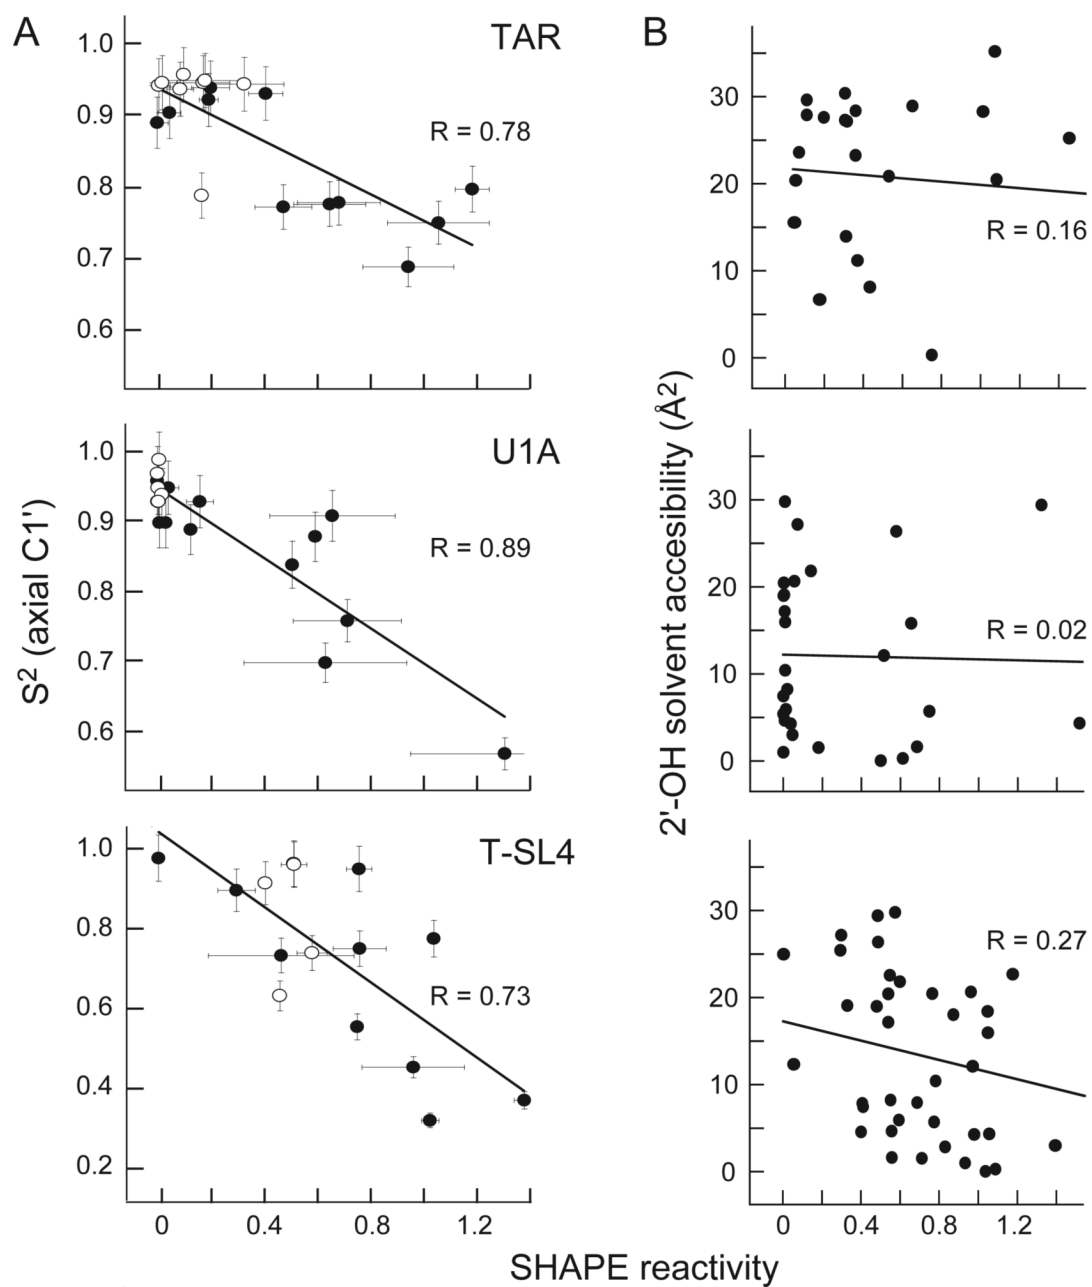 A
TAR
1.0
0.9
0.8
0.7
0.6
R = 0.78
U1A
1.0
0.9
0.8
0.7
0.6
R = 0.89
T-SL4
1.0
0.8
0.6
0.4
0.2
R = 0.73
0 0.4 0.8 1.2
S² (axial C1')
B
30
20
10
0
R = 0.16
30
20
10
0
R = 0.02
30
20
10
0
R = 0.27
0 0.4 0.8 1.2
2'-OH solvent accesibility (Å²)
SHAPE reactivity